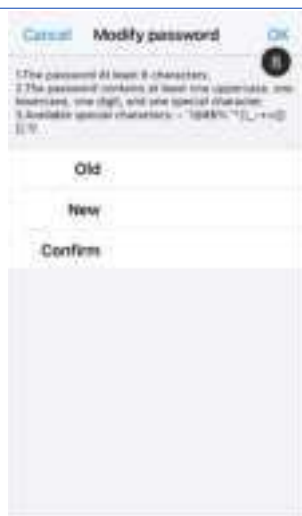 Cancel Modify password OK
1.The password At least 8 characters.
2.The password contains at least one uppercase, one
lowercase, one digit, and one special character.
3.Available special characters:
Old
New
Confirm